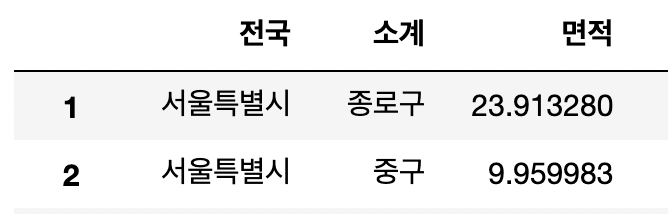 전국 소계 면적
1 서울특별시 종로구 23.913280
2 서울특별시 중구 9.959983